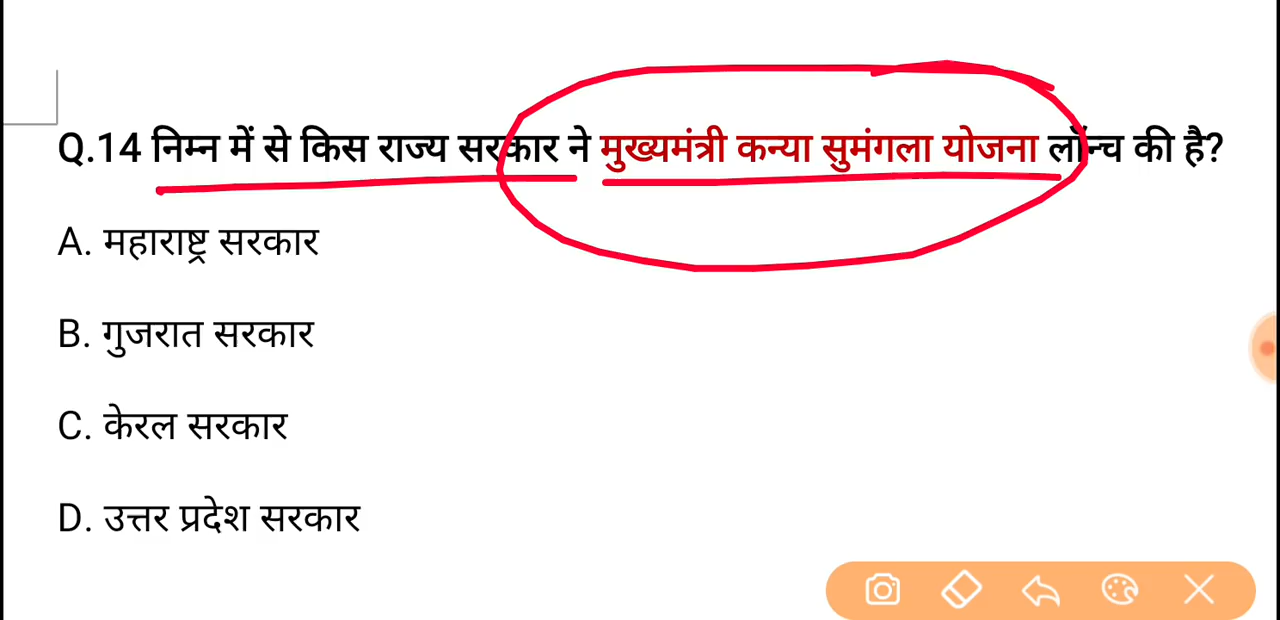 Q.14 निम्न में से किस राज्य सरकार ने मुख्यमंत्री कन्या सुमंगला योजना लॉन्च की है?
A. महाराष्ट्र सरकार
B. गुजरात सरकार
C. केरल सरकार
D. उत्तर प्रदेश सरकार